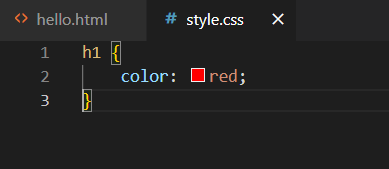 hello.html
style.css
1 h1 {
2 color: red;
3 }